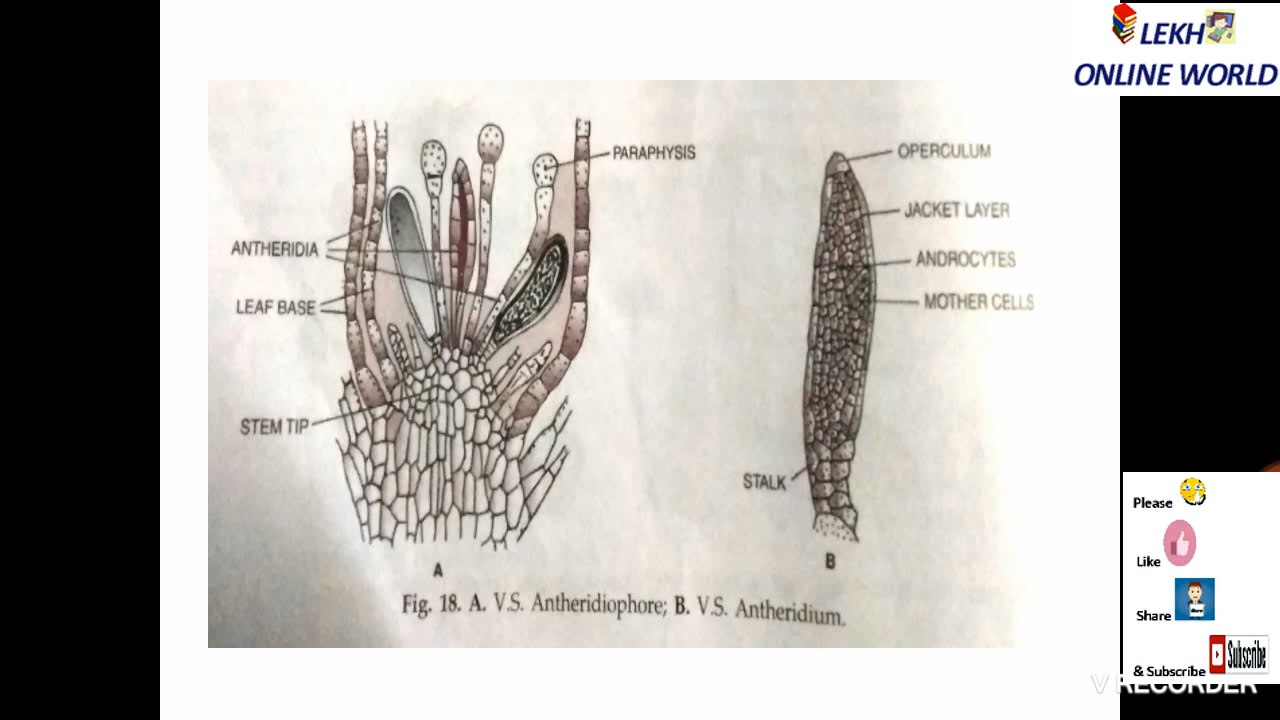 LEKH
ONLINE WORLD
PARAPHYSIS
ANTHERIDIA
LEAF BASE
STEM TIP
A
OPERCULUM
JACKET LAYER
ANDROCYTES
MOTHER CELLS
STALK
B
Fig. 18. A. V.S. Antheridiophore; B. V.S. Antheridium.
Please
Like
Share
& Subscribe
Subscribe
V RECORDER